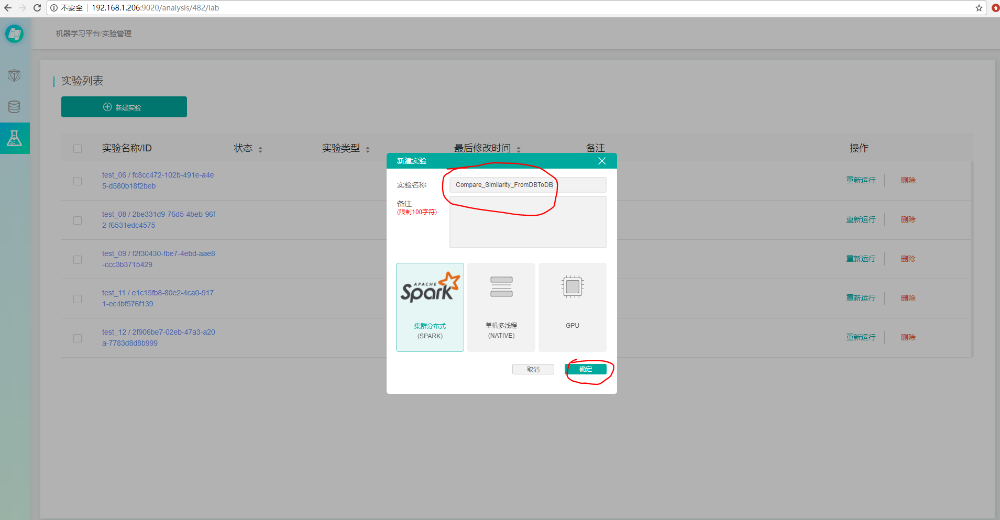 不安全 192.168.1.206:9020/analysis/482/lab
机器学习平台/实验管理
实验列表
新建实验
实验名称/ID 状态 实验类型 最后修改时间 备注 操作
test_06 / fc8cc472-102b-491e-a4e
5-d580b18f2beb
重新运行 删除
test_08 / 2be331d9-76d5-4beb-96f
2-f6531edc4575
重新运行 删除
test_09 / f2f30430-fbe7-4ebd-aae8
-ccc3b3715429
重新运行 删除
test_11 / e1c15fb8-80e2-4ca0-917
1-ec4bf576f139
重新运行 删除
test_12 / 2f906be7-02eb-47a3-a20
a-7783d8d8b999
重新运行 删除
新建实验
实验名称 Compare_Similarity_FromDBToDB
备注
(限制100字符)
APACHE
Spark
集群分布式
(SPARK)
单机多线程
(NATIVE)
GPU
取消 确定